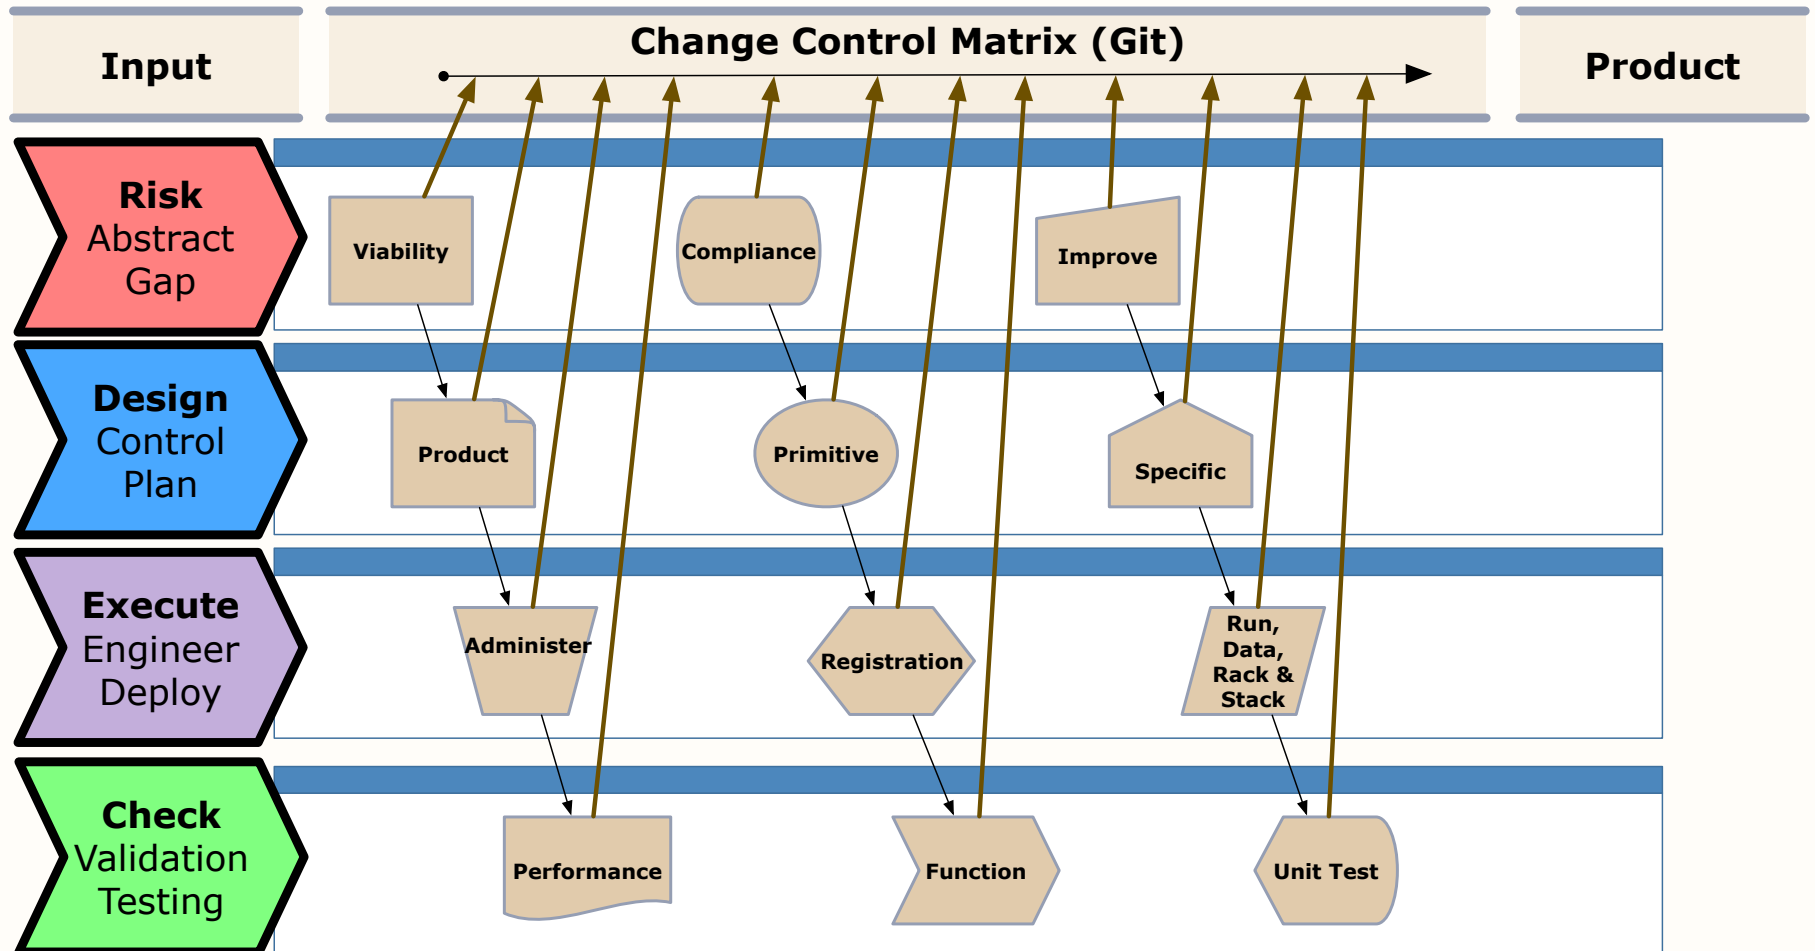 Input
Change Control Matrix (Git)
Product
Risk
Abstract
Gap
Viability
Compliance
Improve
Design
Control
Plan
Product
Primitive
Specific
Execute
Engineer
Deploy
Administer
Registration
Run,
Data,
Rack &
Stack
Check
Validation
Testing
Performance
Function
Unit Test